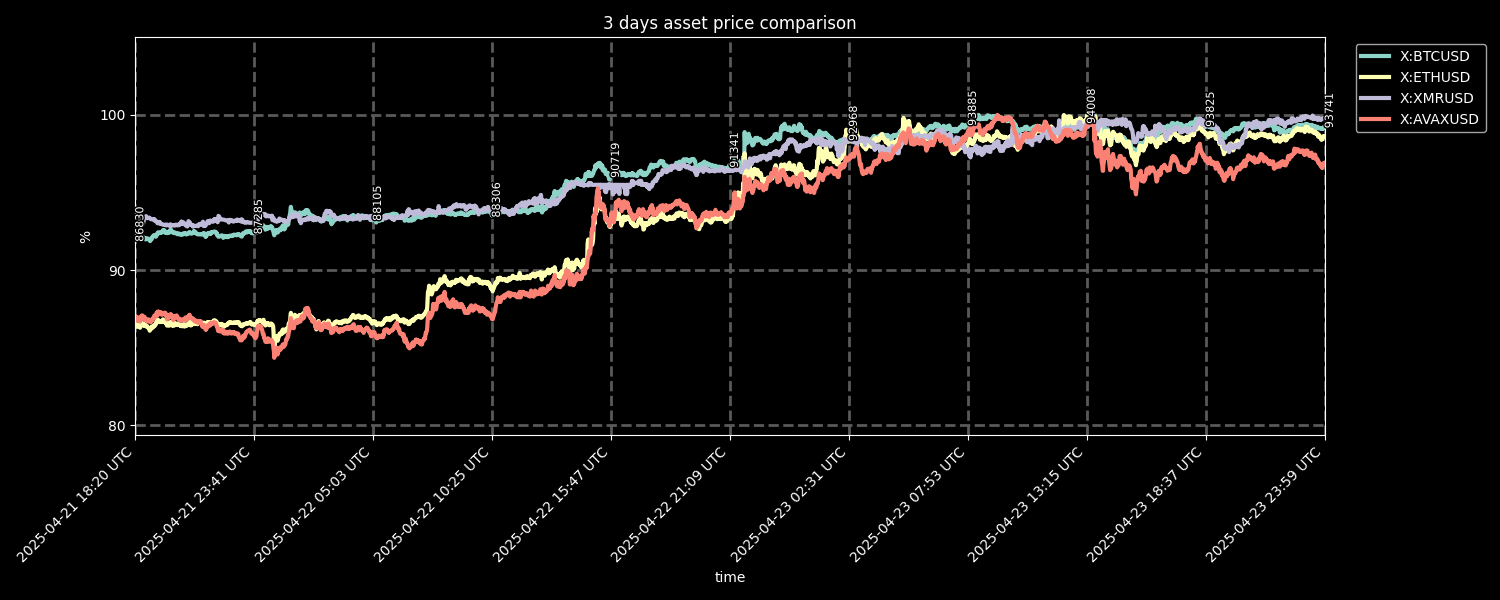 3 days asset price comparison
X:BTCUSD
X:ETHUSD
X:XMRUSD
X:AVAXUSD
100
90
80
%
86830
87285
88105
88306
90719
91341
92968
93885
94008
93825
93741
2025-04-21 18:20 UTC
2025-04-21 23:41 UTC
2025-04-22 05:03 UTC
2025-04-22 10:25 UTC
2025-04-22 15:47 UTC
2025-04-22 21:09 UTC
2025-04-23 02:31 UTC
2025-04-23 07:53 UTC
2025-04-23 13:15 UTC
2025-04-23 18:37 UTC
2025-04-23 23:59 UTC
time